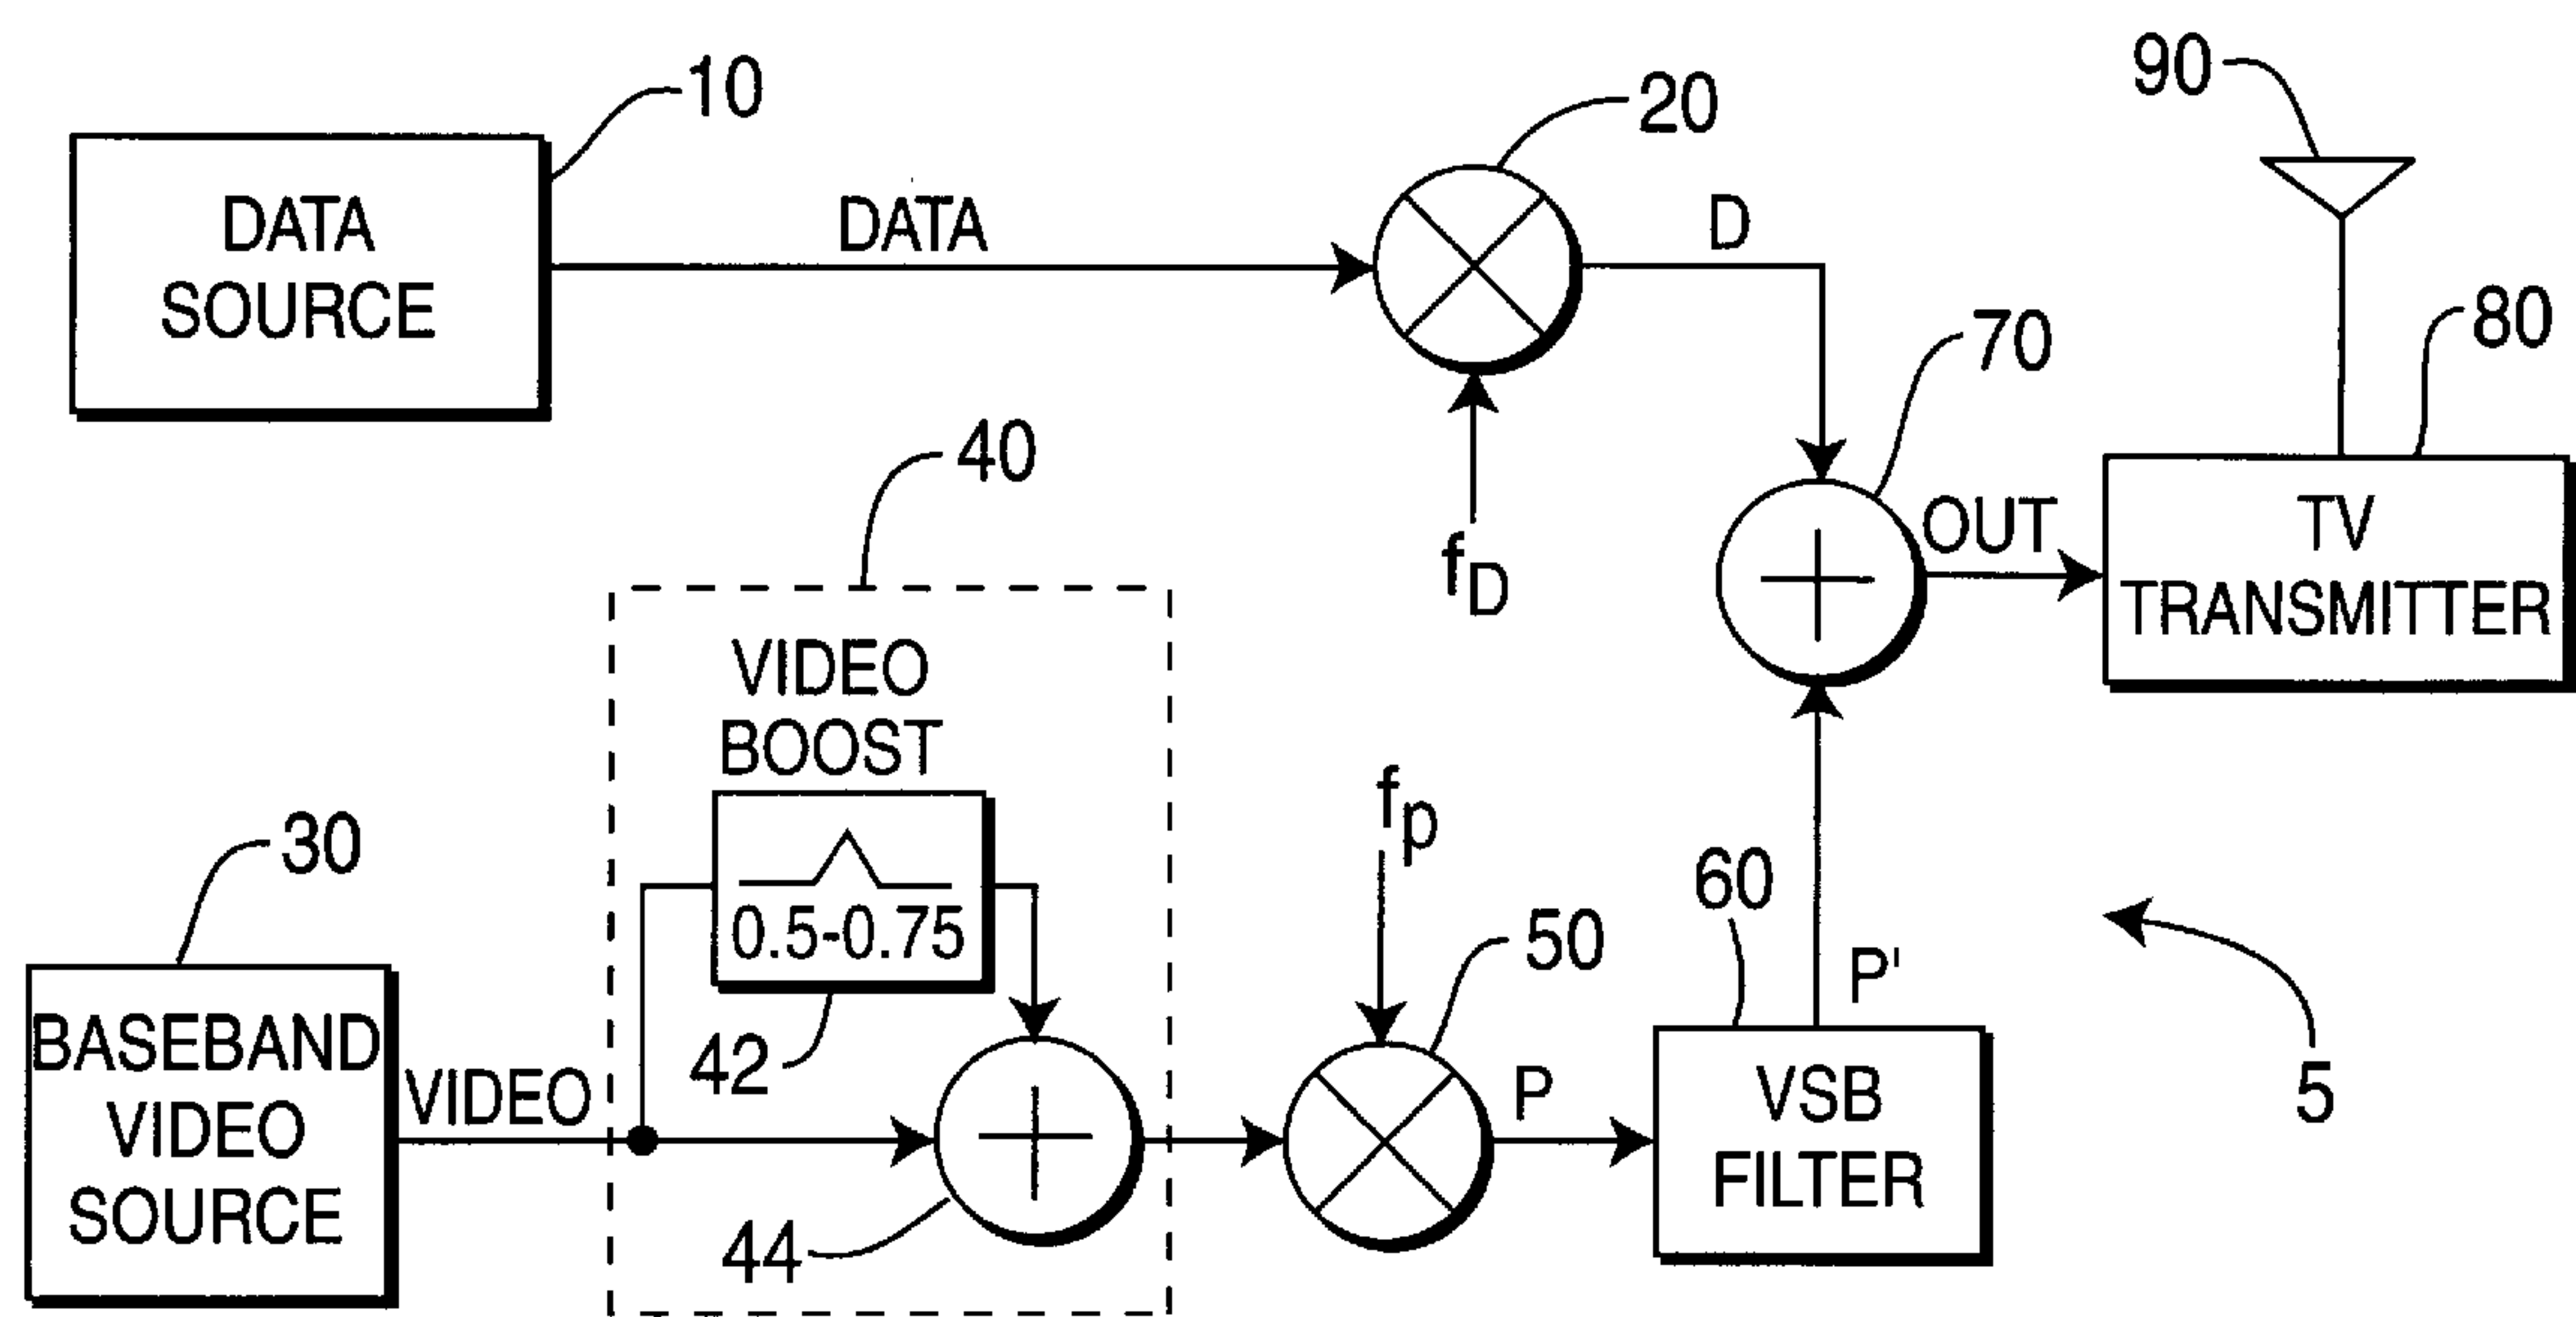 10
20
90
DATA
SOURCE
DATA
D
70
80
40
OUT
TV
TRANSMITTER
fD
VIDEO
BOOST
fp
30
0.5-0.75
60
50
P'
BASEBAND
VIDEO
SOURCE
VIDEO
42
P
VSB
FILTER
5
44